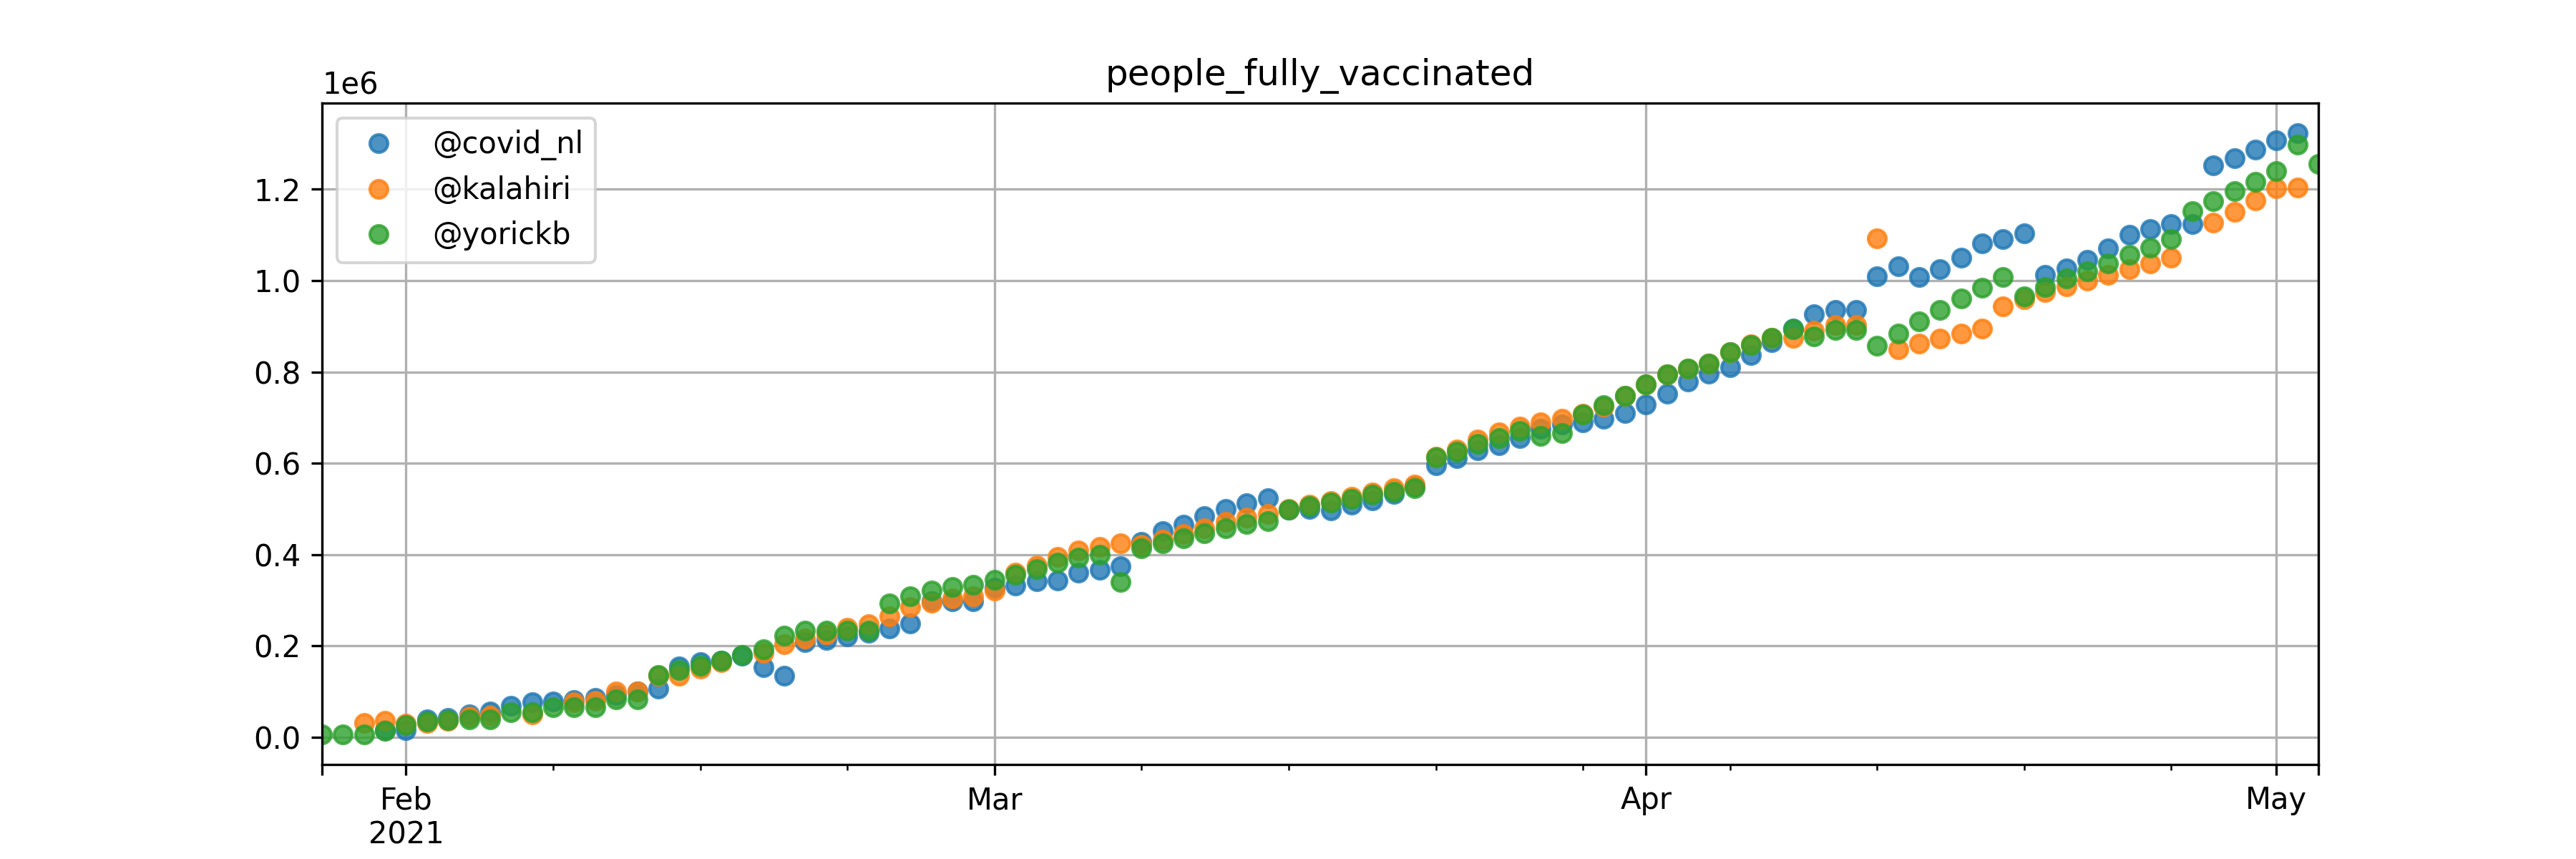 people_fully_vaccinated
1e6
@covid_nl
@kalahiri
@yorickb
1.2
1.0
0.8
0.6
0.4
0.2
0.0
Feb Mar Apr May
2021